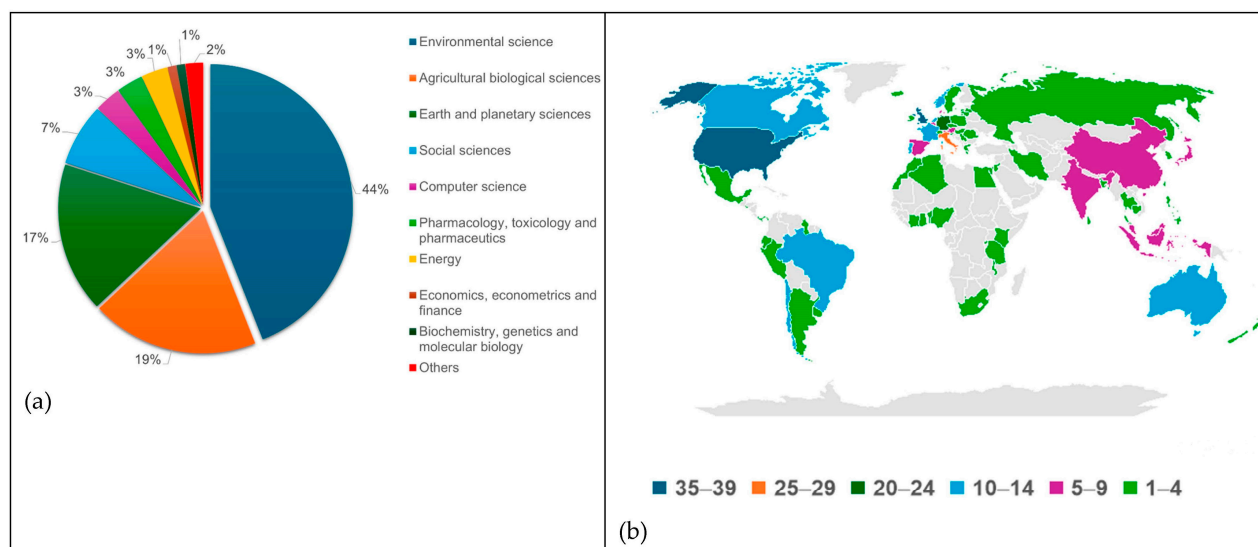 1%
2%
3%
1%
3%
3%
7%
17%
19%
44%
Environmental science
Agricultural biological sciences
Earth and planetary sciences
Social sciences
Computer science
Pharmacology, toxicology and
pharmaceutics
Energy
Economics, econometrics and
finance
Biochemistry, genetics and
molecular biology
Others
(a)
35–39
25–29
20–24
10–14
5–9
1–4
(b)